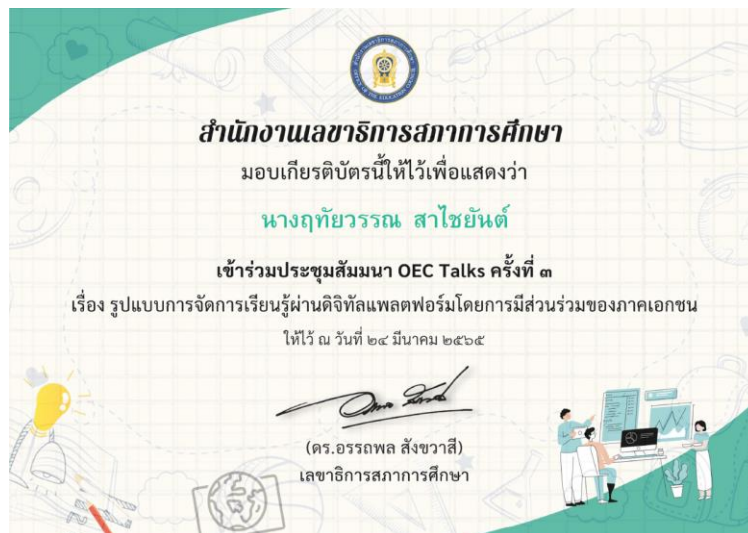 สำนักงานเลขาธิการสภาการศึกษา
มอบเกียรติบัตรนี้ให้ไว้เพื่อแสดงว่า
นางฤทัยวรรณ สาไชยันต์
เข้าร่วมประชุมสัมมนา OEC Talks ครั้งที่ ๓
เรื่อง รูปแบบการจัดการเรียนรู้ผ่านดิจิทัลแพลตฟอร์มโดยการมีส่วนร่วมของภาคเอกชน
ให้ไว้ ณ วันที่ ๒๔ มีนาคม ๒๕๖๕
(ดร.อรรถพล สังขวาสี)
เลขาธิการสภาการศึกษา